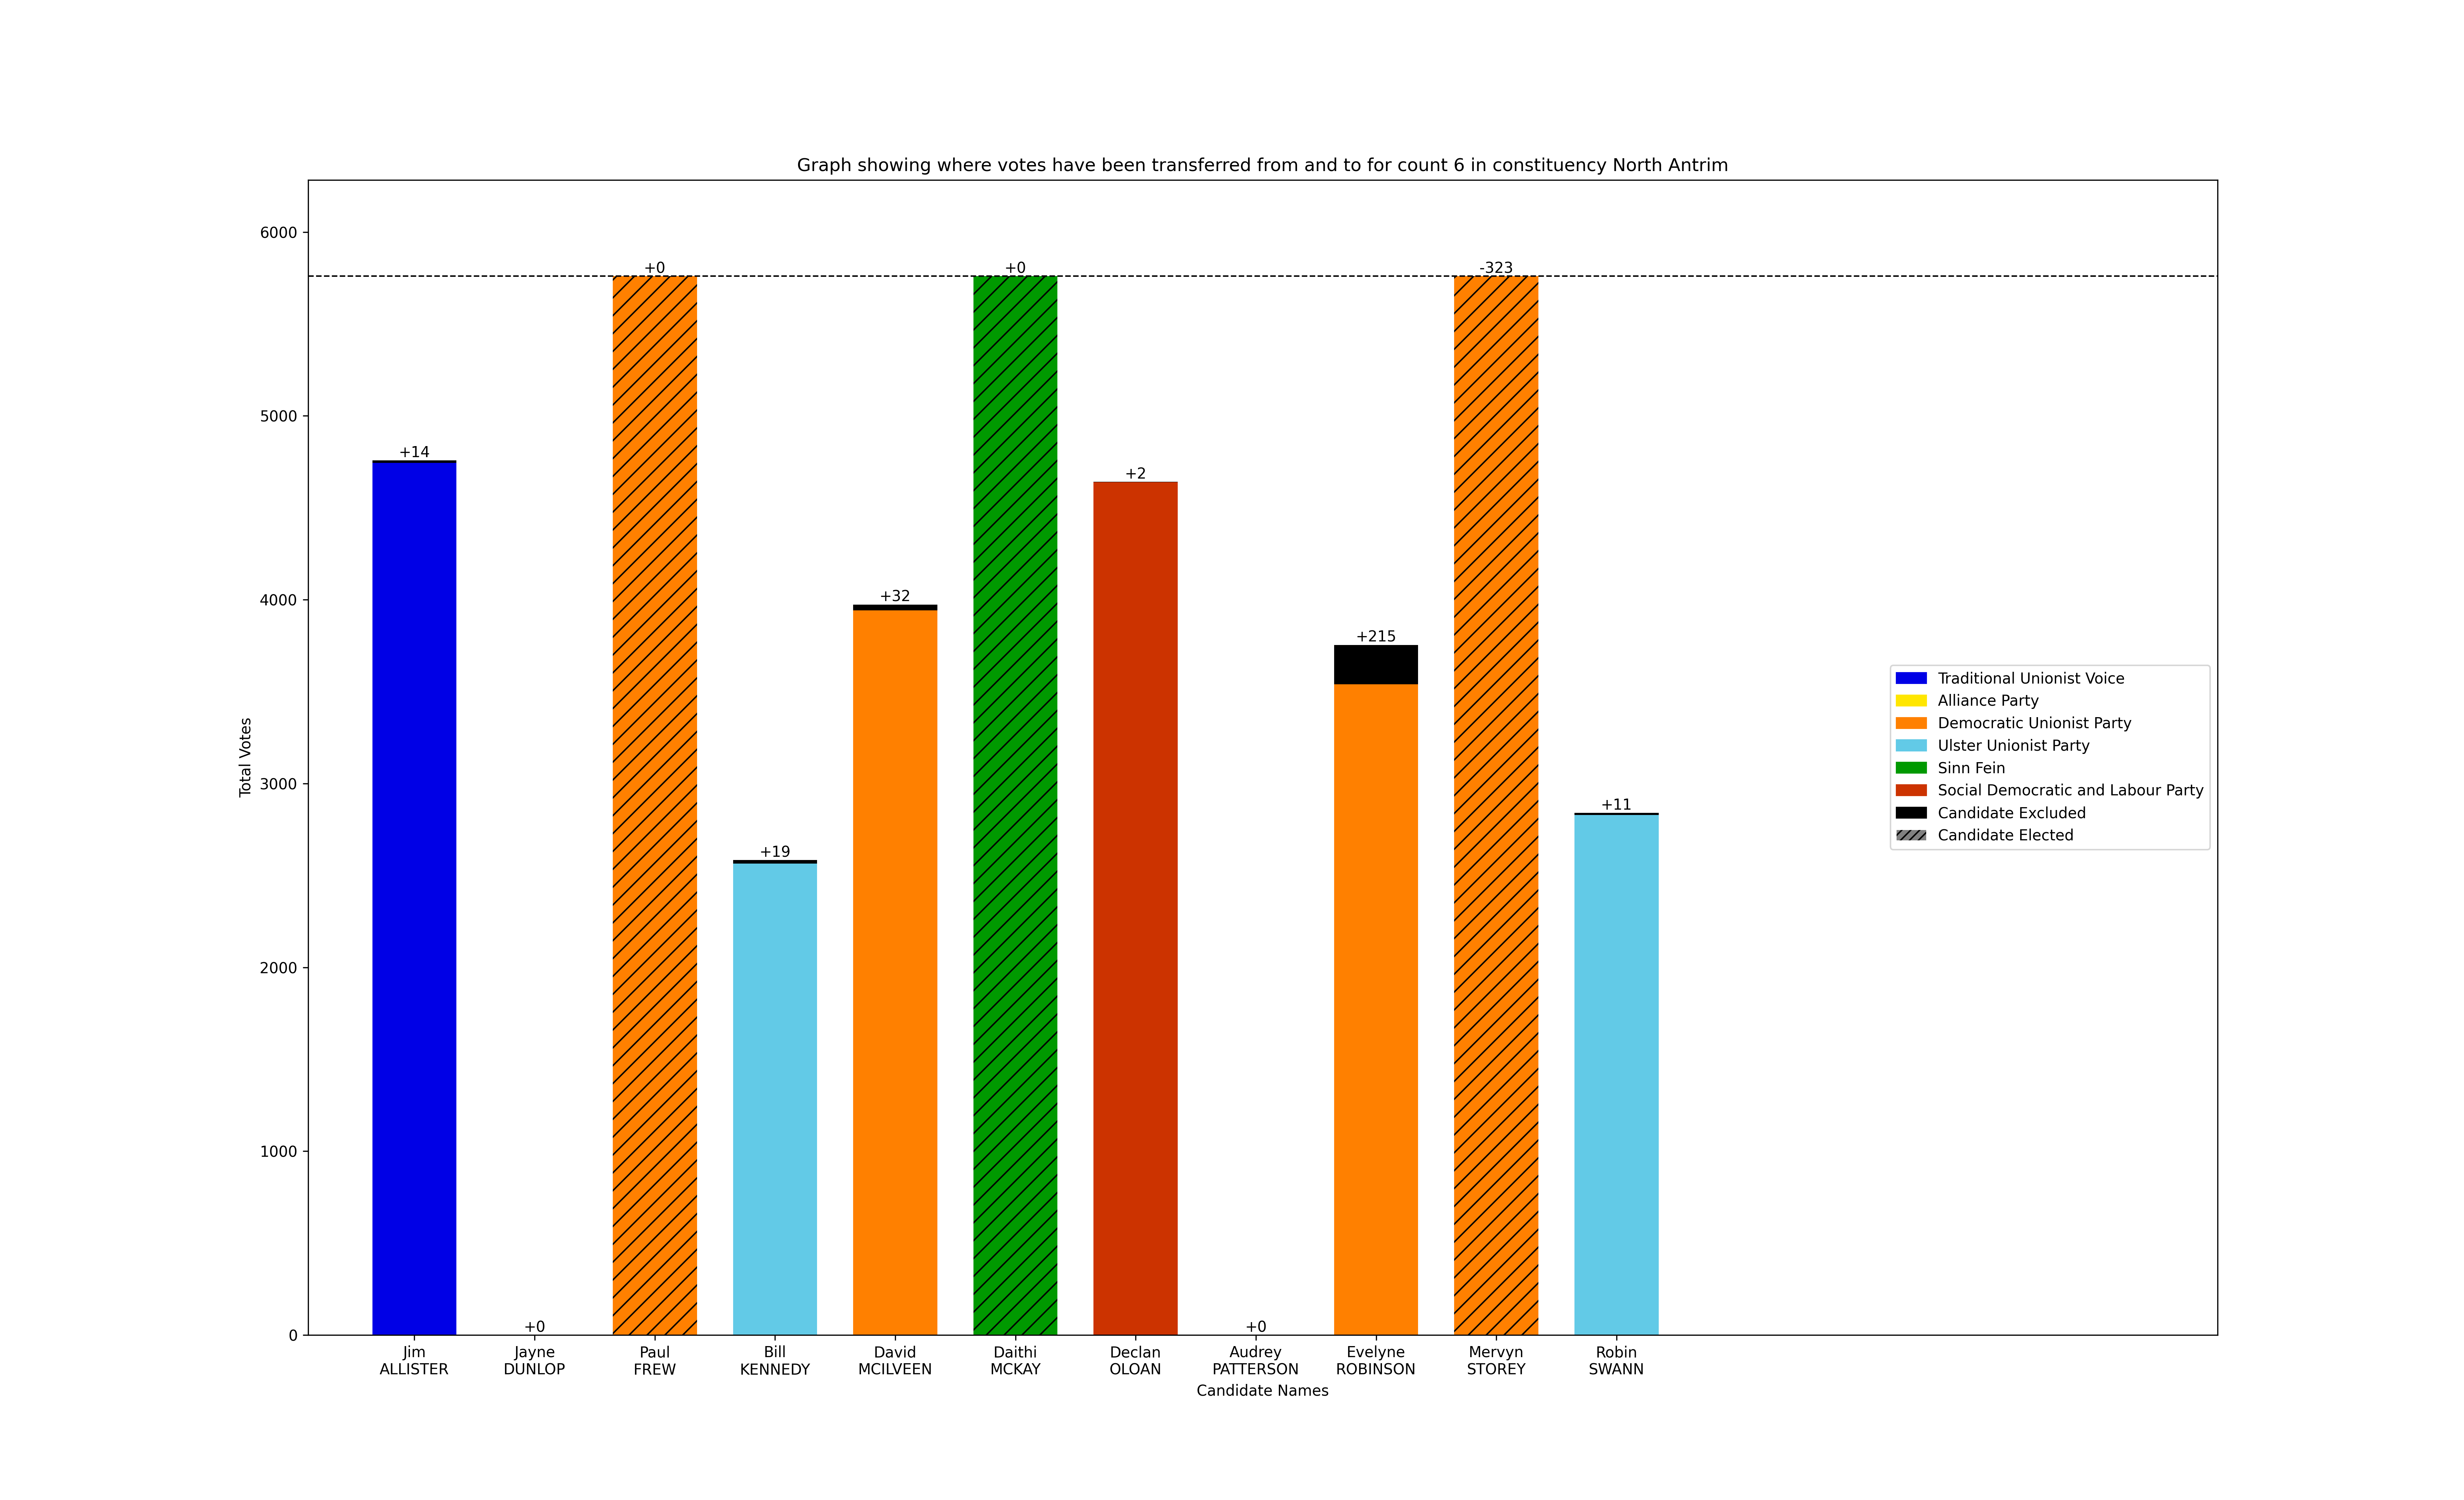 Graph showing where votes have been transferred from and to for count 6 in constituency North Antrim
Total Votes
6000
5000
4000
3000
2000
1000
0
+14
+0
+0
+19
+32
+0
+2
+0
+215
-323
+11
Traditional Unionist Voice
Alliance Party
Democratic Unionist Party
Ulster Unionist Party
Sinn Fein
Social Democratic and Labour Party
Candidate Excluded
Candidate Elected
Jim
ALLISTER
Jayne
DUNLOP
Paul
FREW
Bill
KENNEDY
David
MCILVEEN
Daithi
MCKAY
Declan
OLOAN
Audrey
PATTERSON
Evelyne
ROBINSON
Mervyn
STOREY
Robin
SWANN
Candidate Names